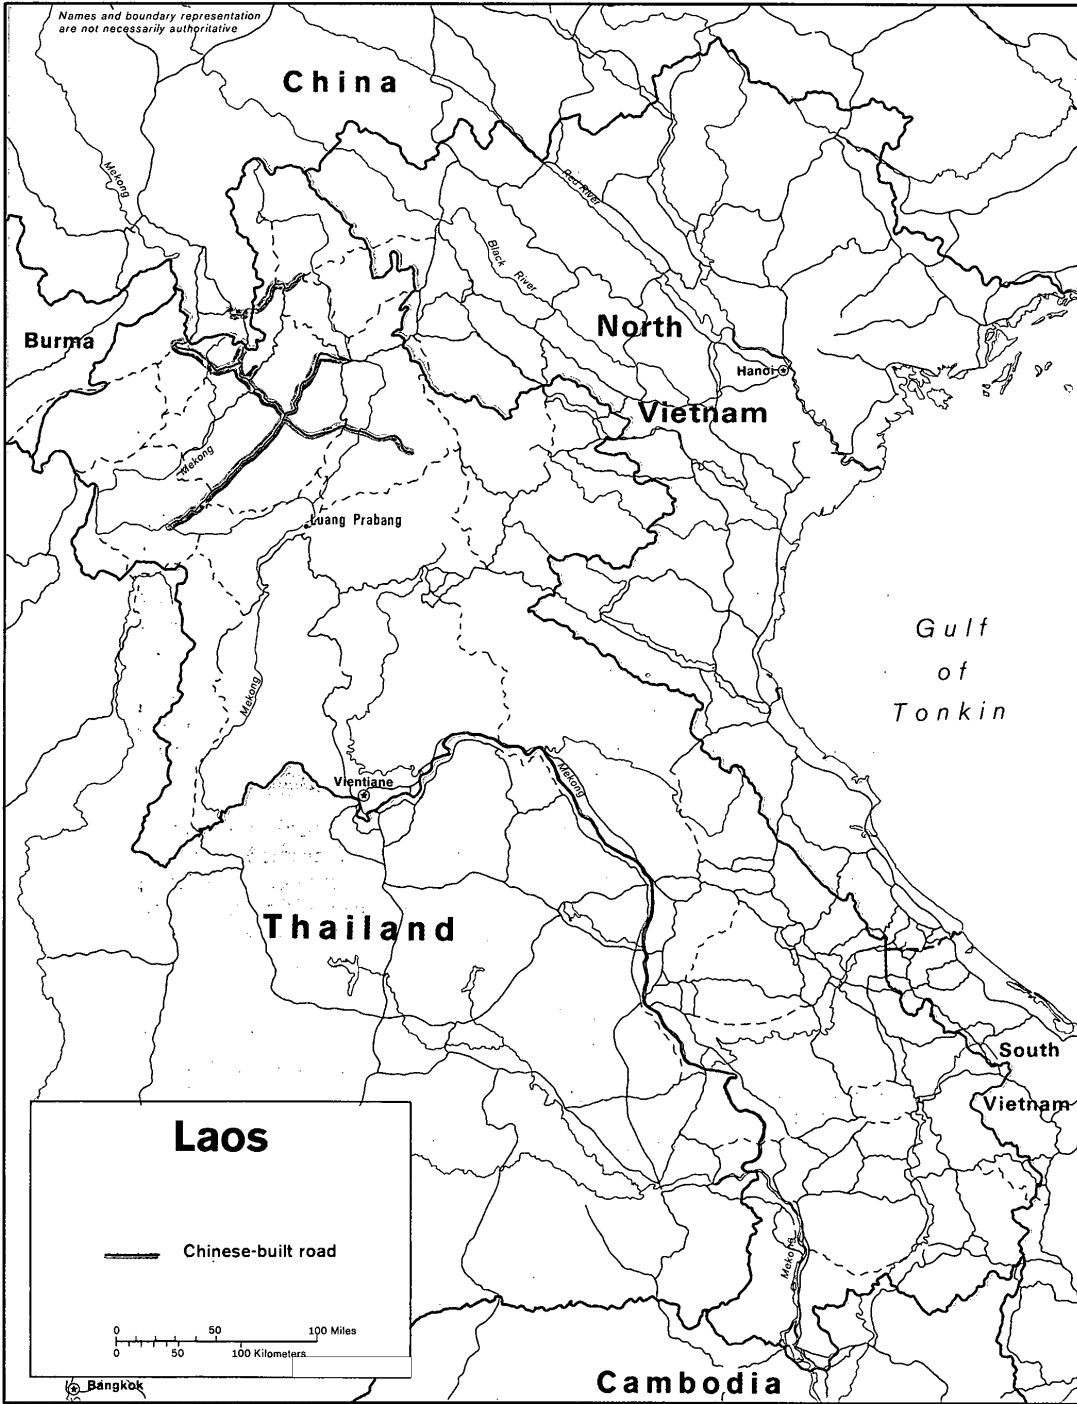 Names and boundary representation
are not necessarily authoritative
China
Mekong
Red River
Black River
Burma
North
Vietnam
Hanoi
Mekong
Luang Prabang
Gulf
of
Tonkin
Mekong
Vientiane
Mekong
Thailand
South
Vietnam
Laos
Chinese-built road
Mekong
0 50 100 Miles
0 50 100 Kilometers
Bangkok
Cambodia